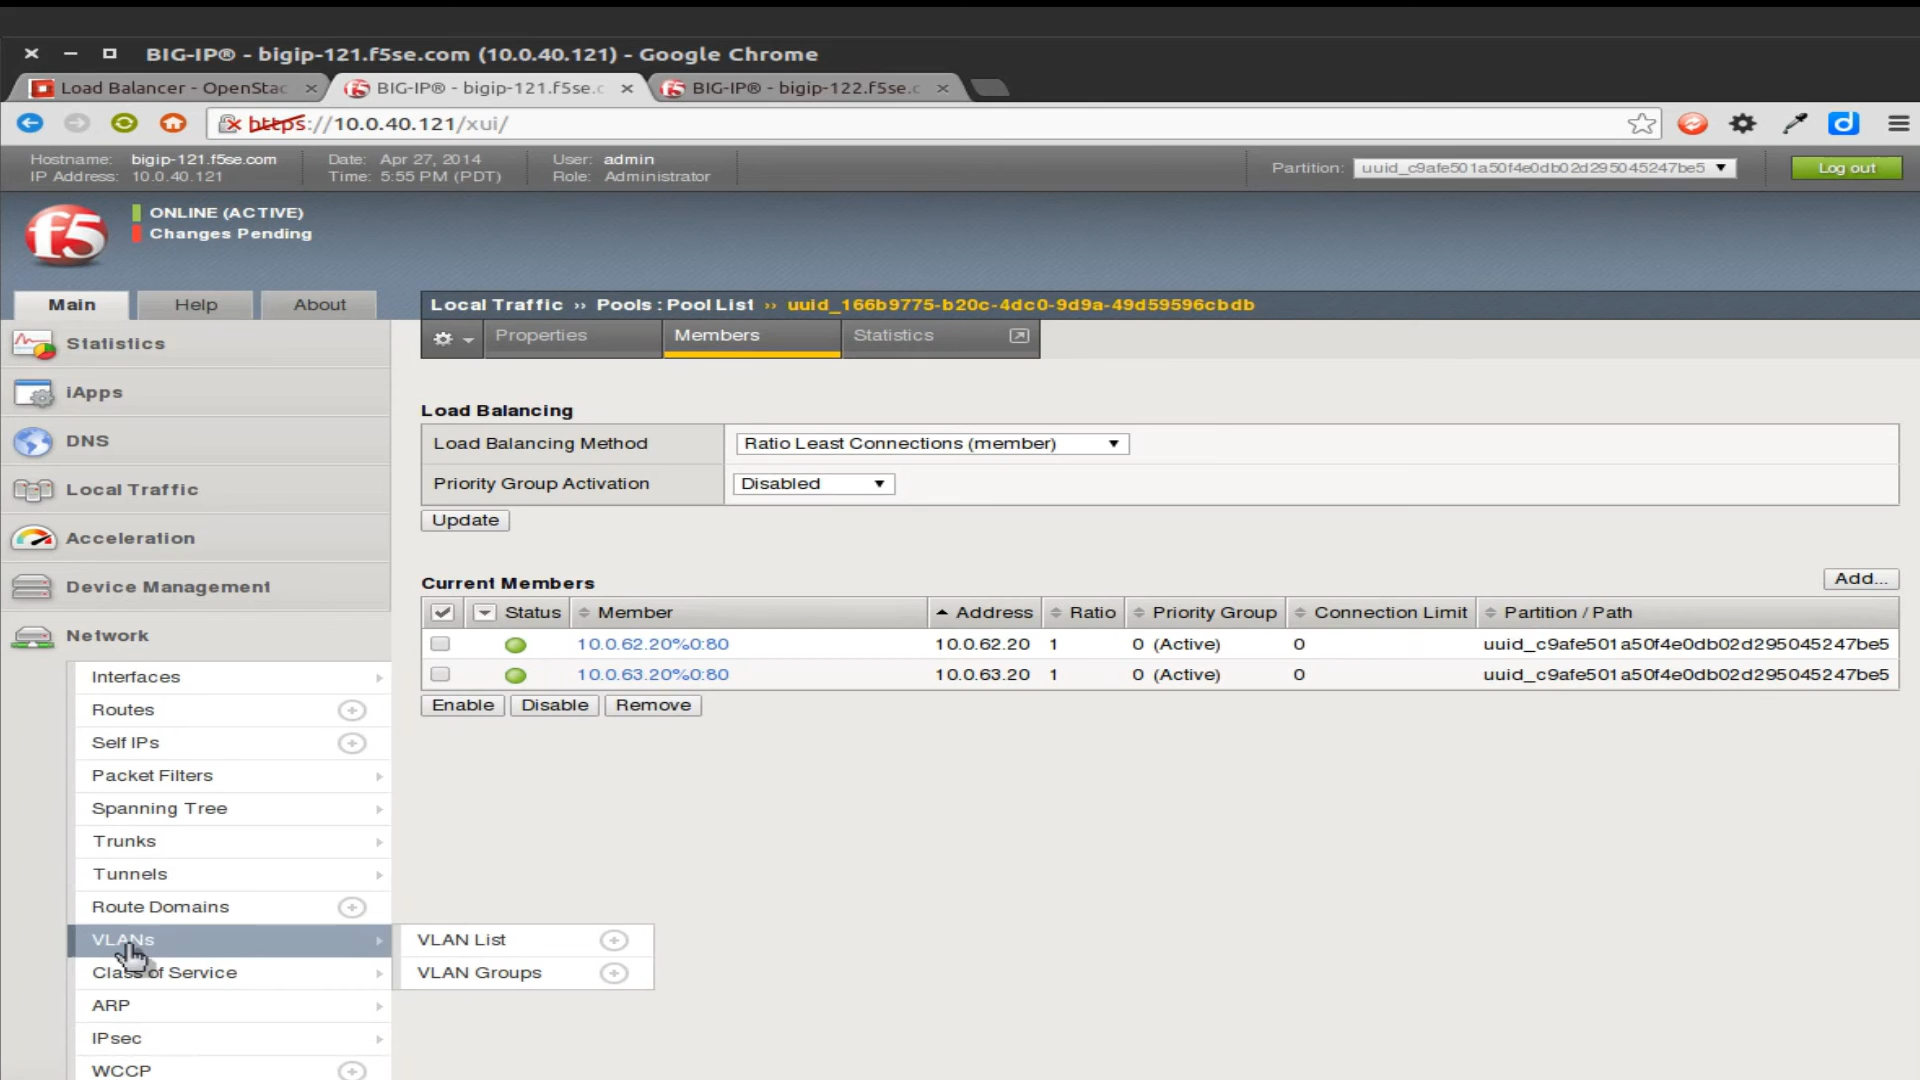 BIG-IP® - bigip-121.f5se.com (10.0.40.121) - Google Chrome
Load Balancer - OpenStac
BIG-IP® - bigip-121.f5se.c
BIG-IP® - bigip-122.f5se.c
https://10.0.40.121/xui/
Hostname: bigip-121.f5se.com
IP Address: 10.0.40.121
Date: Apr 27, 2014
Time: 5:55 PM (PDT)
User: admin
Role: Administrator
Partition: uuid_c9afe501a50f4e0db02d295045247be5
Log out
f5
ONLINE (ACTIVE)
Changes Pending
Main
Help
About
Local Traffic ›› Pools : Pool List ›› uuid_166b9775-b20c-4dc0-9d9a-49d59596cbdb
Properties
Members
Statistics
Statistics
iApps
DNS
Local Traffic
Acceleration
Device Management
Network
Interfaces
Routes
Self IPs
Packet Filters
Spanning Tree
Trunks
Tunnels
Route Domains
VLANs
Class of Service
ARP
IPsec
WCCP
VLAN List
VLAN Groups
Load Balancing
Load Balancing Method Ratio Least Connections (member)
Priority Group Activation Disabled
Update
Current Members
Add...
Status Member Address Ratio Priority Group Connection Limit Partition / Path
10.0.62.20%0:80 10.0.62.20 1 0 (Active) 0 uuid_c9afe501a50f4e0db02d295045247be5
10.0.63.20%0:80 10.0.63.20 1 0 (Active) 0 uuid_c9afe501a50f4e0db02d295045247be5
Enable Disable Remove